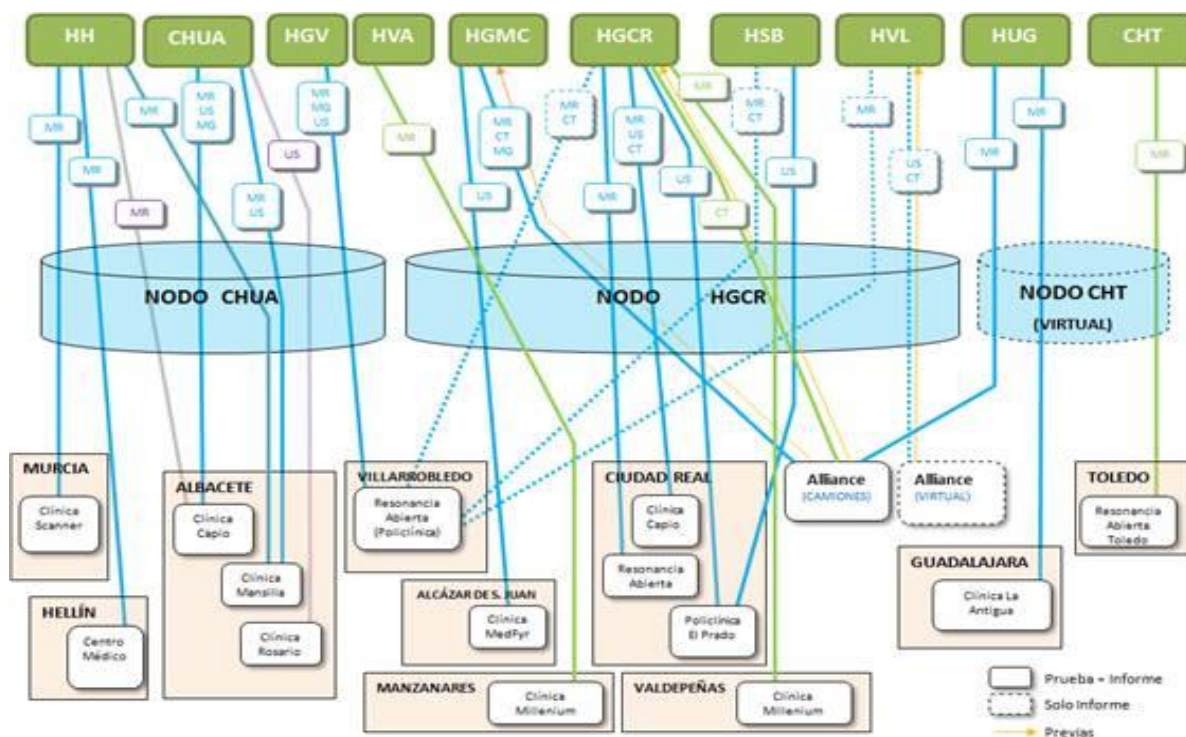 HH
CHUA
HGV
HVA
HGMC
HGCR
HSB
HVL
HUG
CHT
MR
MR
MR
MR
MR
US
MG
MR
US
US
MR
MG
US
MR
MR
CT
MG
US
MR
CT
MR
MR
US
CT
US
MR
CT
MR
CT
US
MR
US
CT
MR
MR
MR
NODO CHUA
NODO HGCR
NODO CHT
(VIRTUAL)
MURCIA
Clínica
Scanner
HELLÍN
Centro
Médico
ALBACETE
Clínica
Capio
Clínica
Mansilla
Clínica
Rosario
VILLARROBLEDO
Resonancia
Abierta
(Policlínica)
ALCÁZAR DE S. JUAN
Clínica
MedFyr
MANZANARES
Clínica
Millenium
CIUDAD REAL
Clínica
Capio
Resonancia
Abierta
Policlínica
El Prado
VALDEPEÑAS
Clínica
Millenium
Alliance
(CAMIONES)
Alliance
(VIRTUAL)
GUADALAJARA
Clínica La
Antigua
TOLEDO
Resonancia
Abierta
Toledo
Prueba + Informe
Solo Informe
Previas